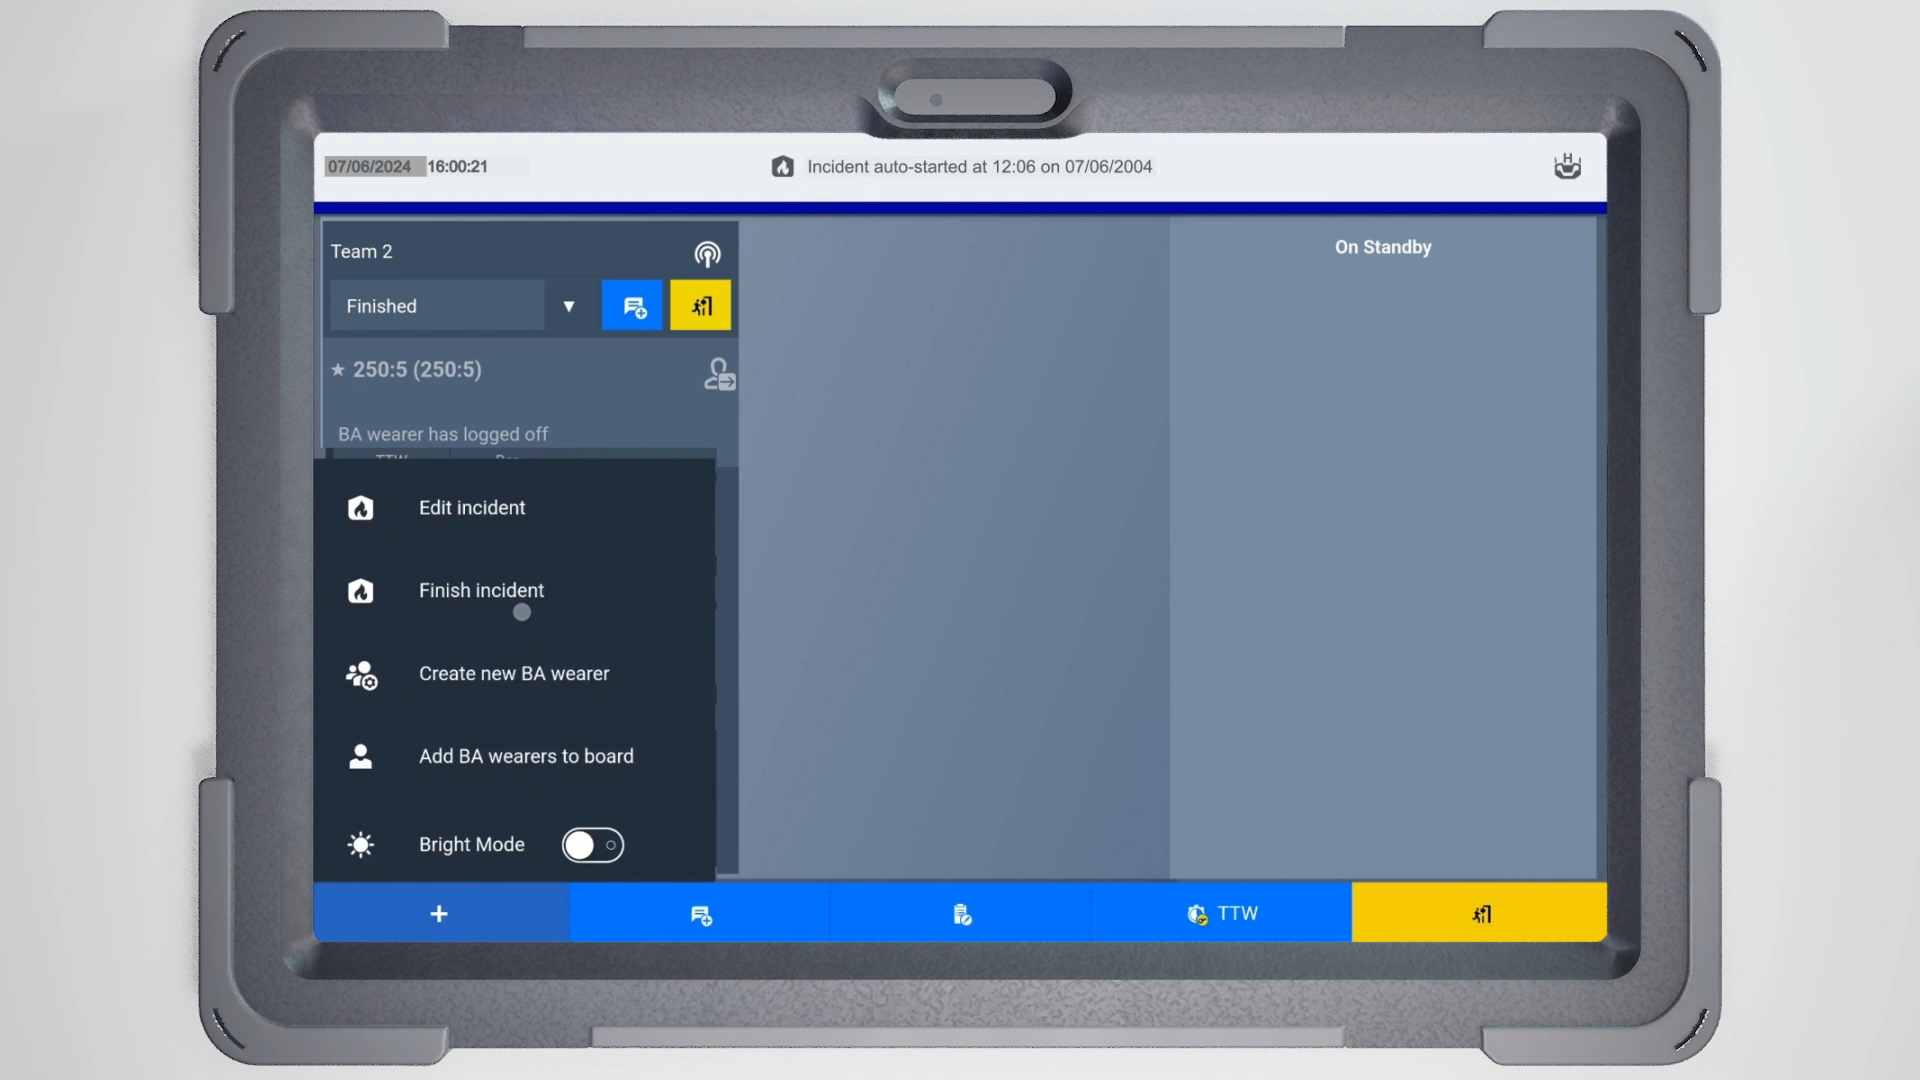 07/06/2024 16:00:21
Incident auto-started at 12:06 on 07/06/2004
H
Team 2
On Standby
Finished
★ 250:5 (250:5)
BA wearer has logged off
Edit incident
Finish incident
Create new BA wearer
Add BA wearers to board
Bright Mode
+
TTW